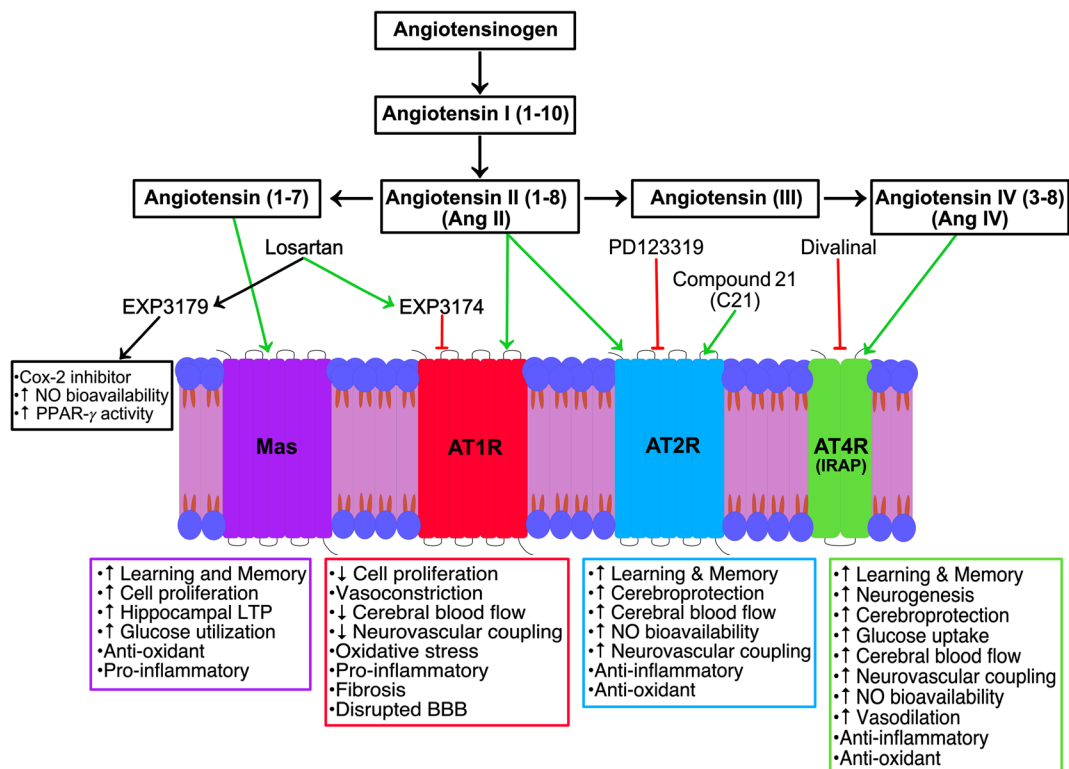 Angiotensinogen
Angiotensin I (1-10)
Angiotensin (1-7)
Angiotensin II (1-8)
(Ang II)
Angiotensin (III)
Angiotensin IV (3-8)
(Ang IV)
Losartan
PD123319
Divalinal
Compound 21
(C21)
EXP3179
EXP3174
•Cox-2 inhibitor
•↑ NO bioavailability
•↑ PPAR-γ activity
Mas
AT1R
AT2R
AT4R
(IRAP)
•↑ Learning and Memory
•↑ Cell proliferation
•↑ Hippocampal LTP
•↑ Glucose utilization
•Anti-oxidant
•Pro-inflammatory
•↓ Cell proliferation
•Vasoconstriction
•↓ Cerebral blood flow
•↓ Neurovascular coupling
•Oxidative stress
•Pro-inflammatory
•Fibrosis
•Disrupted BBB
•↑ Learning & Memory
•↑ Cerebroprotection
•↑ Cerebral blood flow
•↑ NO bioavailability
•↑ Neurovascular coupling
•Anti-inflammatory
•Anti-oxidant
•↑ Learning & Memory
•↑ Neurogenesis
•↑ Cerebroprotection
•↑ Glucose uptake
•↑ Cerebral blood flow
•↑ Neurovascular coupling
•↑ NO bioavailability
•↑ Vasodilation
•Anti-inflammatory
•Anti-oxidant